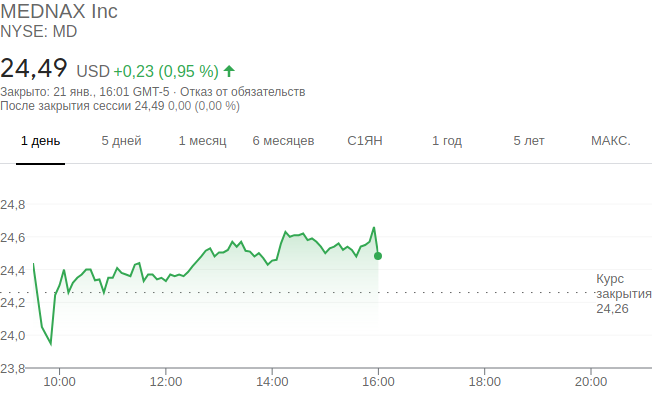 MEDNAX Inc
NYSE: MD
24,49 USD +0,23 (0,95 %)
Закрыто: 21 янв., 16:01 GMT-5 · Отказ от обязательств
После закрытия сессии 24,49 0,00 (0,00 %)
1 день 5 дней 1 месяц 6 месяцев С1ЯН 1 год 5 лет МАКС.
24,8
24,6
24,4
24,2
24,0
23,8
Курс
закрытия
24,26
10:00 12:00 14:00 16:00 18:00 20:00